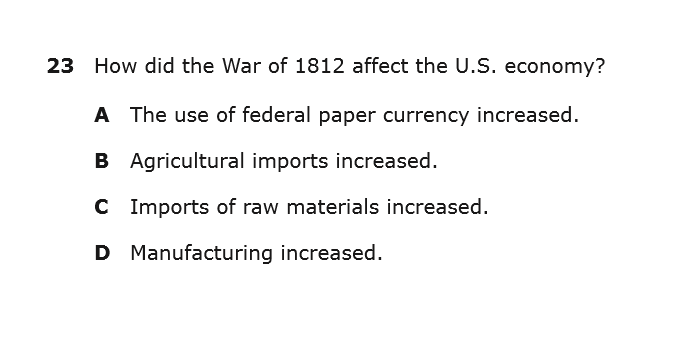 23 How did the War of 1812 affect the U.S. economy?
A The use of federal paper currency increased.
B Agricultural imports increased.
C Imports of raw materials increased.
D Manufacturing increased.